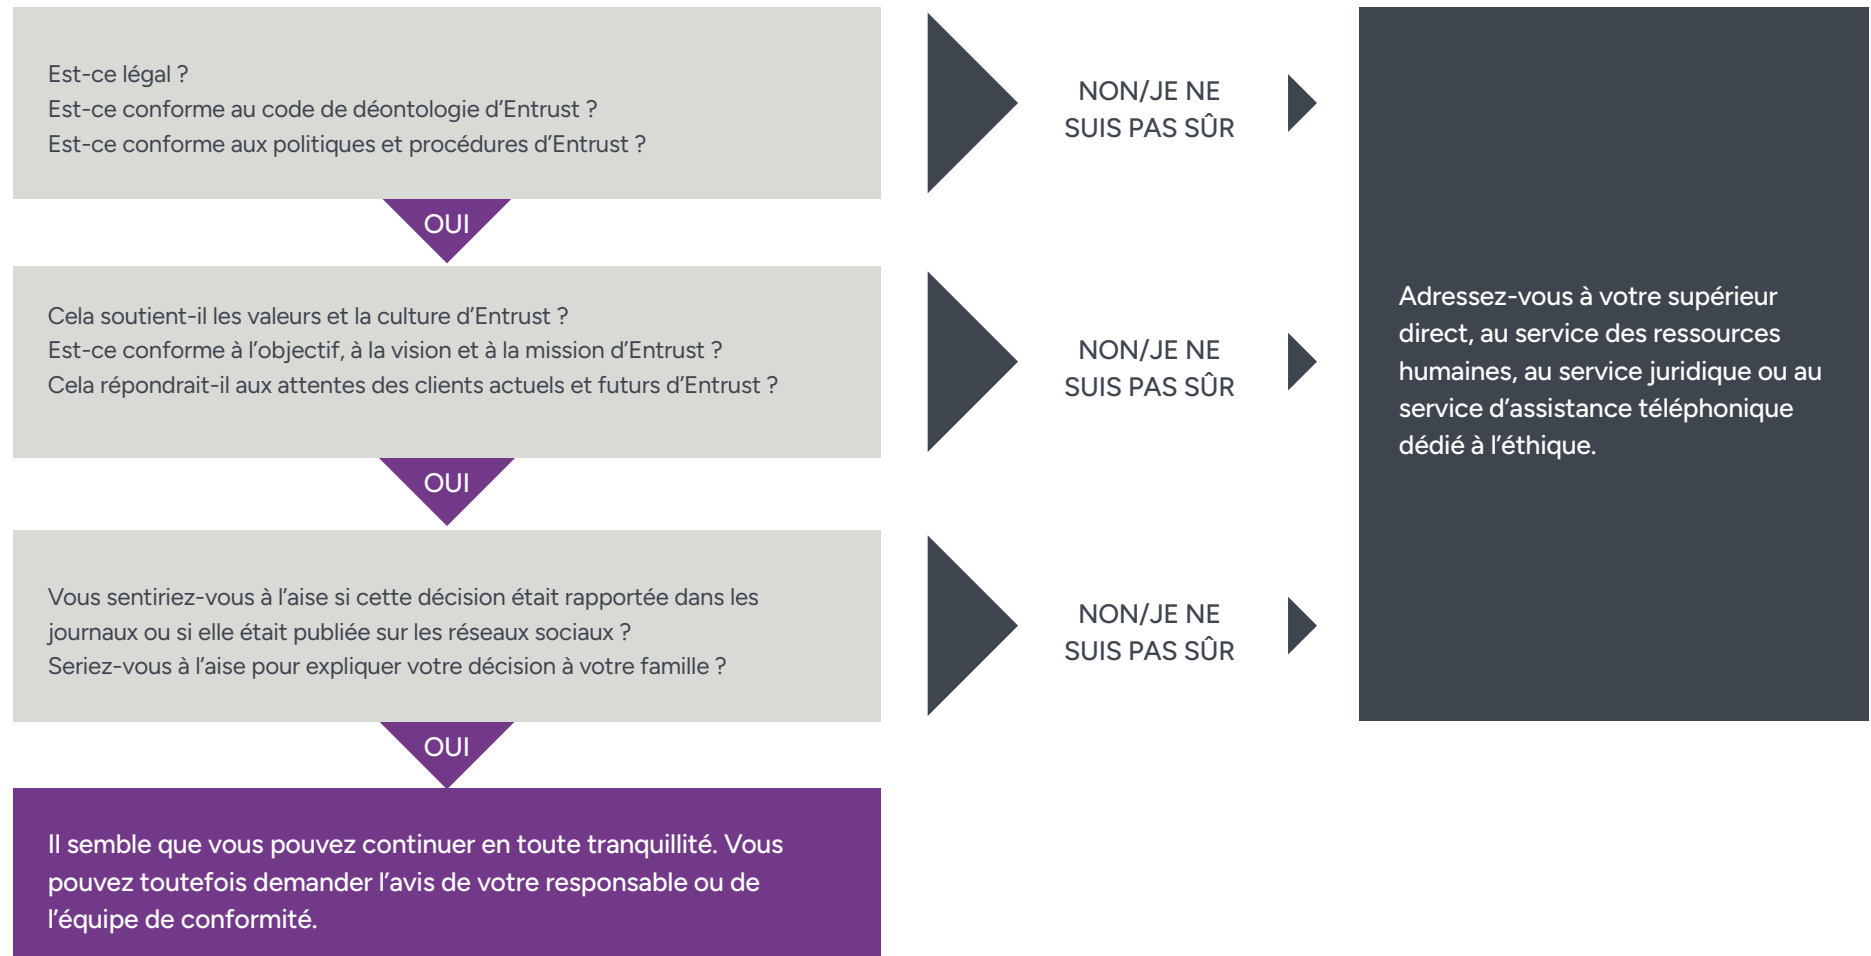 Est-ce légal ?
Est-ce conforme au code de déontologie d’Entrust ?
Est-ce conforme aux politiques et procédures d’Entrust ?
NON/JE NE
SUIS PAS SÛR
OUI
Cela soutient-il les valeurs et la culture d’Entrust ?
Est-ce conforme à l’objectif, à la vision et à la mission d’Entrust ?
Cela répondrait-il aux attentes des clients actuels et futurs d’Entrust ?
NON/JE NE
SUIS PAS SÛR
OUI
Vous sentiriez-vous à l’aise si cette décision était rapportée dans les
journaux ou si elle était publiée sur les réseaux sociaux ?
Seriez-vous à l’aise pour expliquer votre décision à votre famille ?
NON/JE NE
SUIS PAS SÛR
OUI
Il semble que vous pouvez continuer en toute tranquillité. Vous
pouvez toutefois demander l’avis de votre responsable ou de
l’équipe de conformité.
Adressez-vous à votre supérieur
direct, au service des ressources
humaines, au service juridique ou au
service d’assistance téléphonique
dédié à l’éthique.